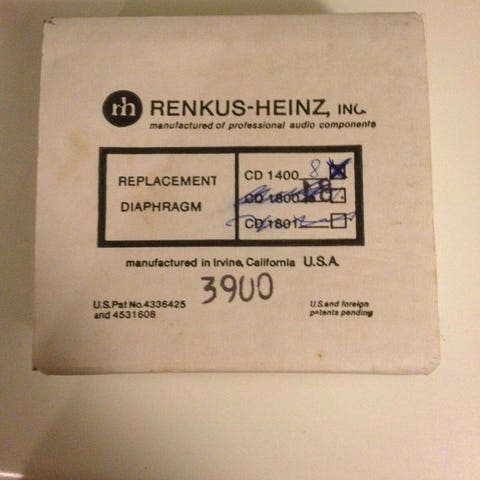 rh RENKUS-HEINZ, INC.
manufactured of professional audio components
REPLACEMENT
DIAPHRAGM
CD 1400 8
CD 1800
CD 1801
manufactured in Irvine, California U.S.A.
3900
U.S. Pat No. 4336425
and 4531608
U.S. and foreign
patents pending